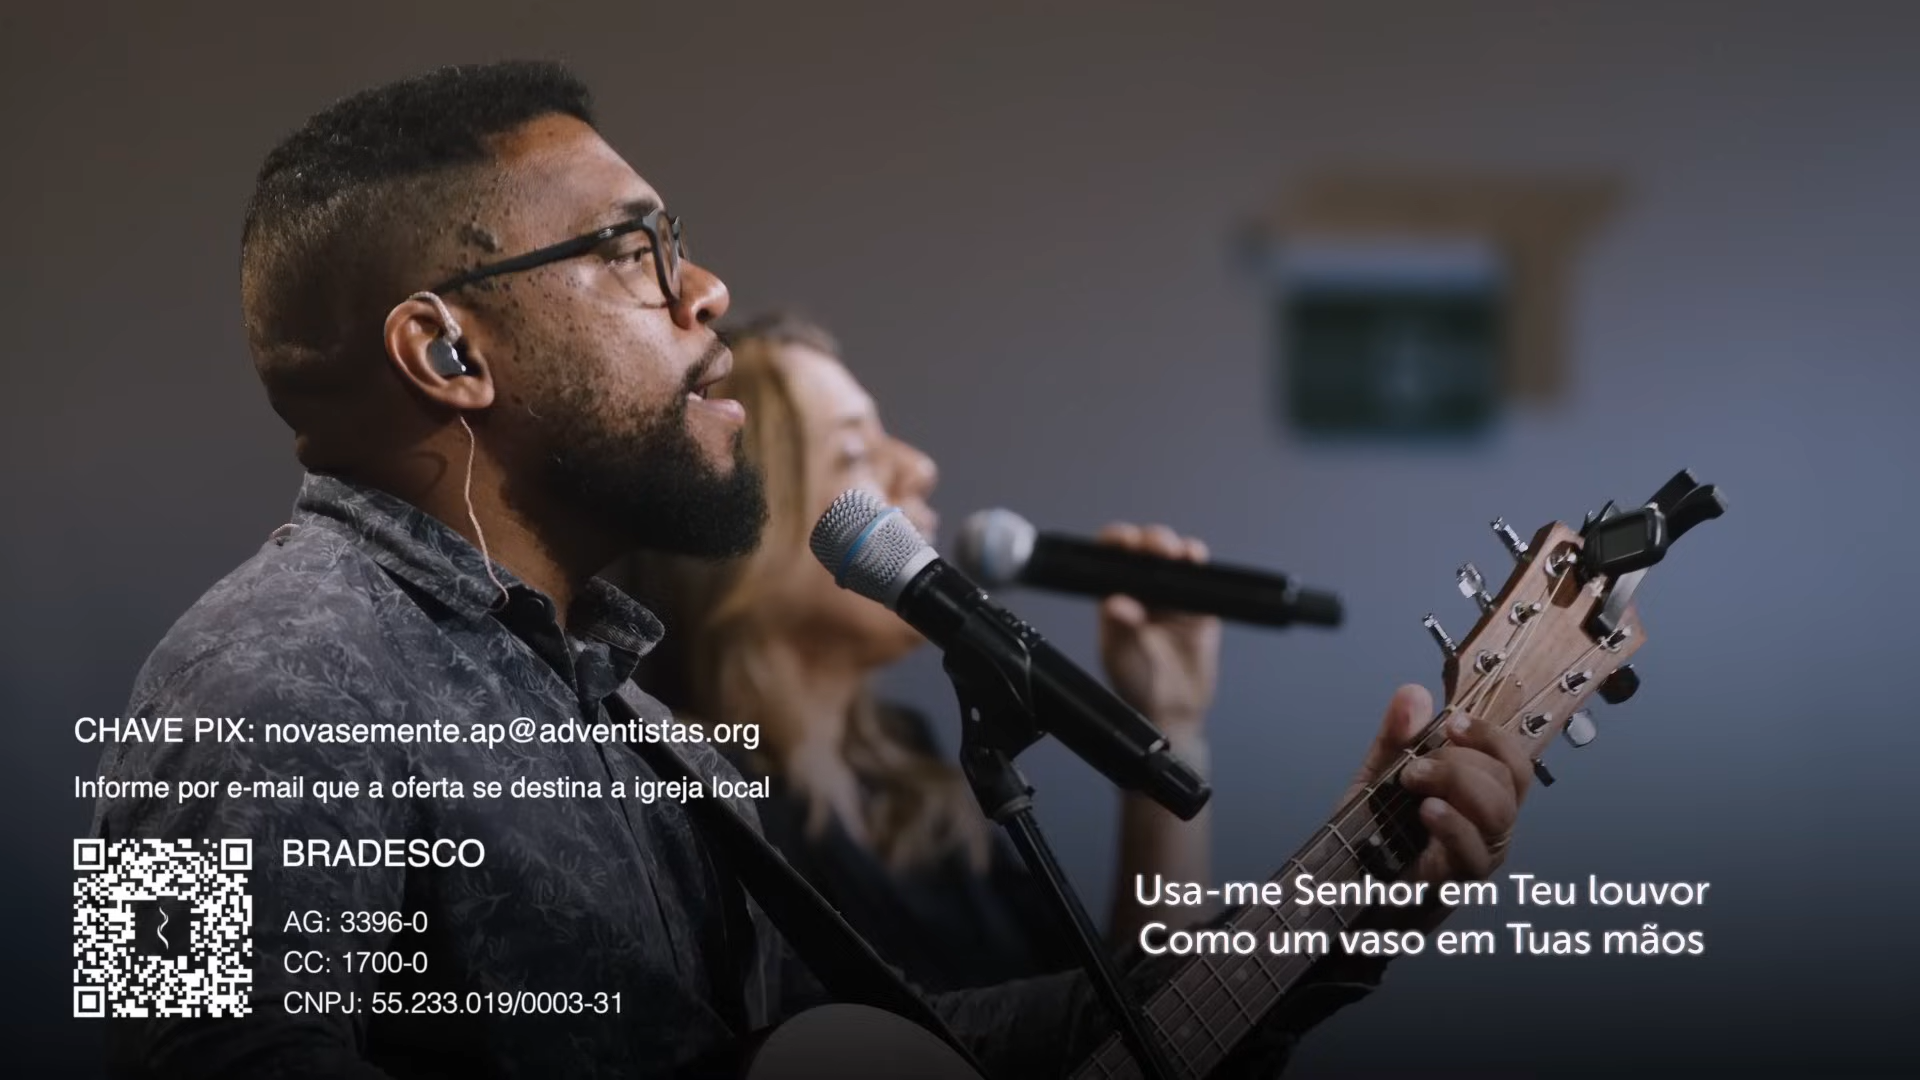 CHAVE PIX: novasemente.ap@adventistas.org
Informe por e-mail que a oferta se destina a igreja local
BRADESCO
AG: 3396-0
CC: 1700-0
CNPJ: 55.233.019/0003-31
Usa-me Senhor em Teu louvor
Como um vaso em Tuas mãos